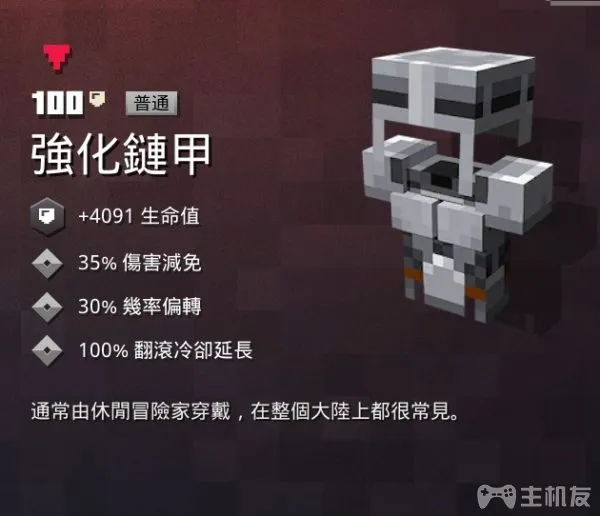 100
普通
強化鏈甲
+4091 生命值
35% 傷害減免
30% 幾率偏轉
100% 翻滾冷卻延長
通常由休閒冒險家穿戴，在整個大陸上都很常見。
主机友